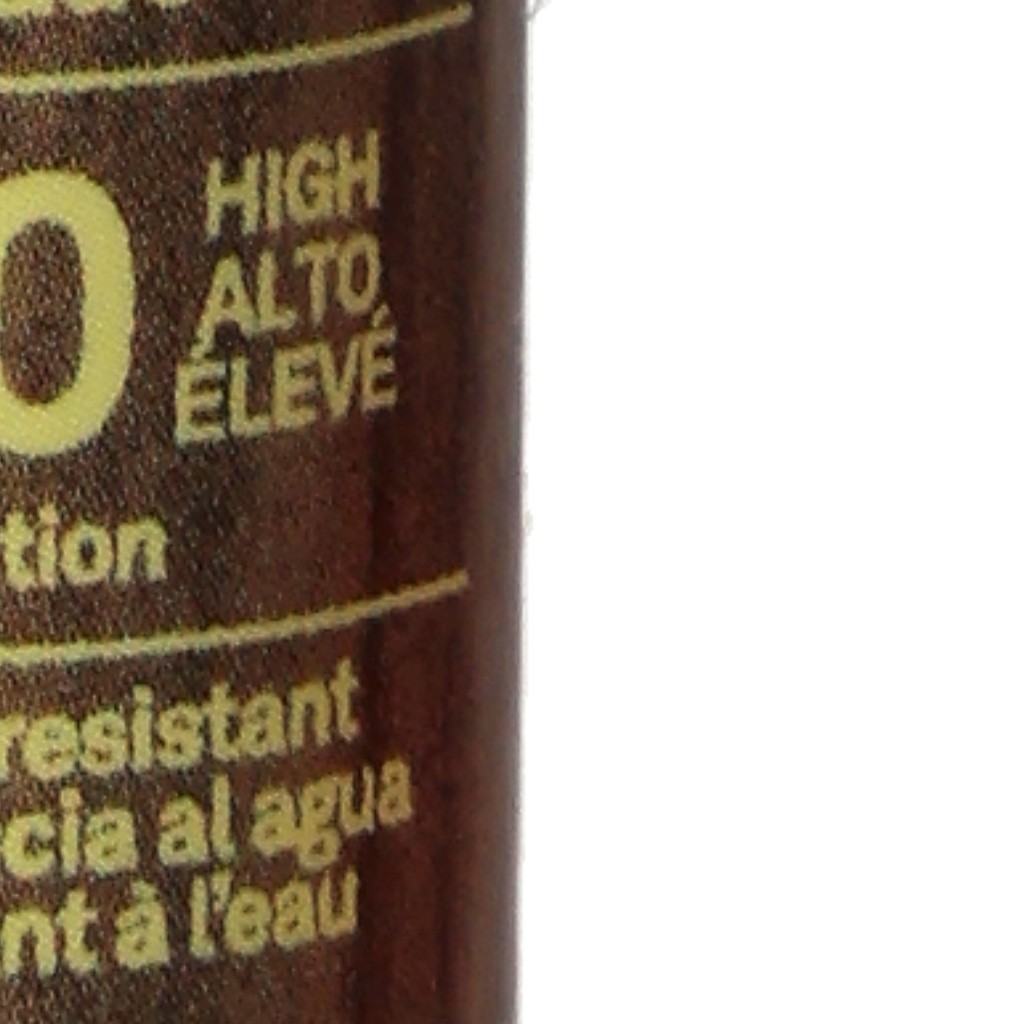 0
HIGH
ALTO
ÉLEVÉ
tion
resistant
cia al agua
nt à l'eau